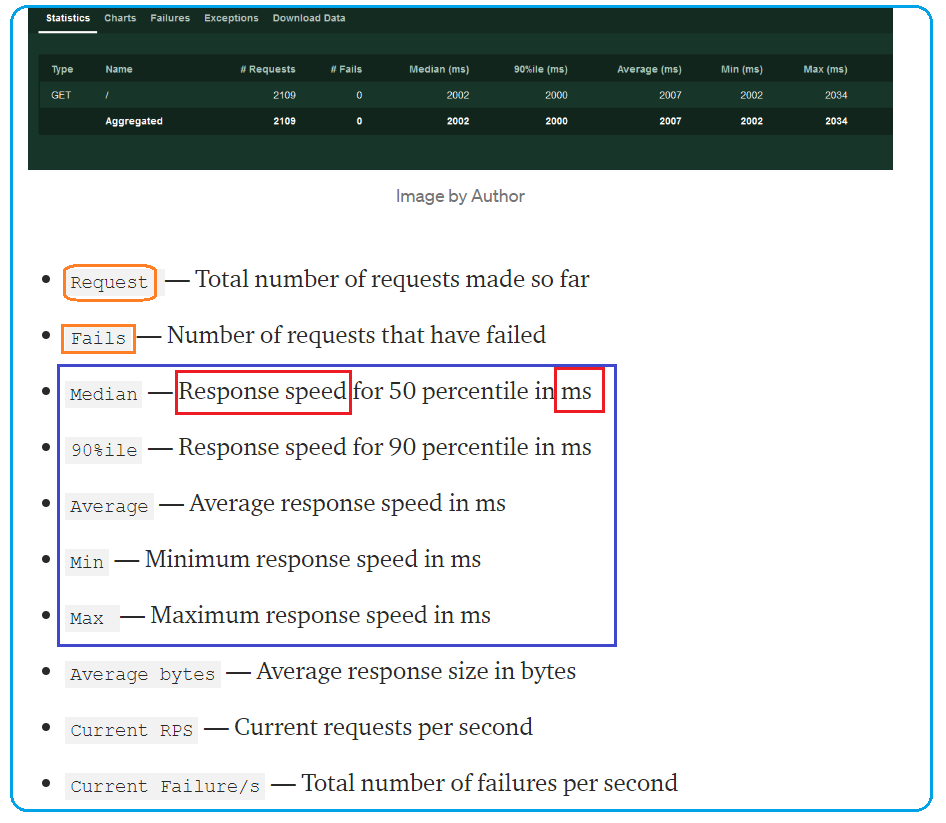 Statistics Charts Failures Exceptions Download Data
Type Name # Requests # Fails Median (ms) 90%ile (ms) Average (ms) Min (ms) Max (ms)
GET / 2109 0 2002 2000 2007 2002 2034
Aggregated 2109 0 2002 2000 2007 2002 2034
Image by Author
• Request — Total number of requests made so far
• Fails — Number of requests that have failed
• Median — Response speed for 50 percentile in ms
• 90%ile — Response speed for 90 percentile in ms
• Average — Average response speed in ms
• Min — Minimum response speed in ms
• Max — Maximum response speed in ms
• Average bytes — Average response size in bytes
• Current RPS — Current requests per second
• Current Failure/s — Total number of failures per second